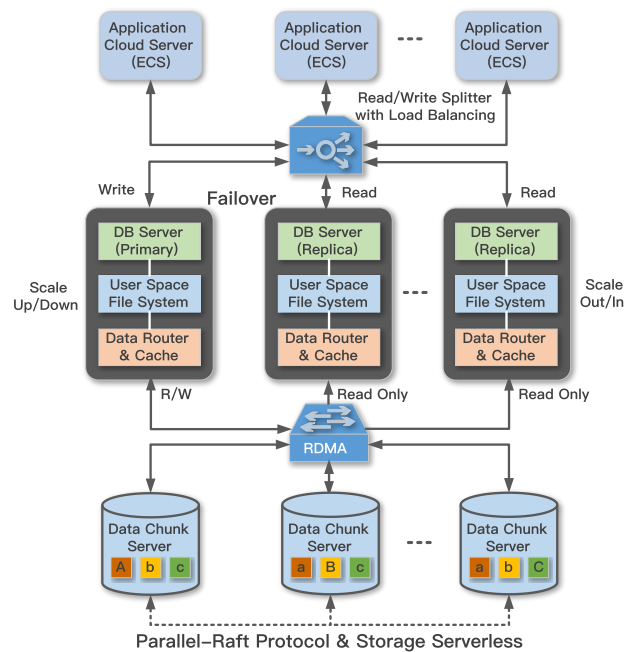 Application
Cloud Server
(ECS)
Application
Cloud Server
(ECS)
Application
Cloud Server
(ECS)
Read/Write Splitter
with Load Balancing
Write
Failover
Read
Read
DB Server
(Primary)
User Space
File System
Data Router
& Cache
DB Server
(Replica)
User Space
File System
Data Router
& Cache
DB Server
(Replica)
User Space
File System
Data Router
& Cache
Scale
Up/Down
Scale
Out/In
R/W
Read Only
Read Only
RDMA
Data Chunk
Server
A b c
Data Chunk
Server
a B c
Data Chunk
Server
a b C
Parallel-Raft Protocol & Storage Serverless